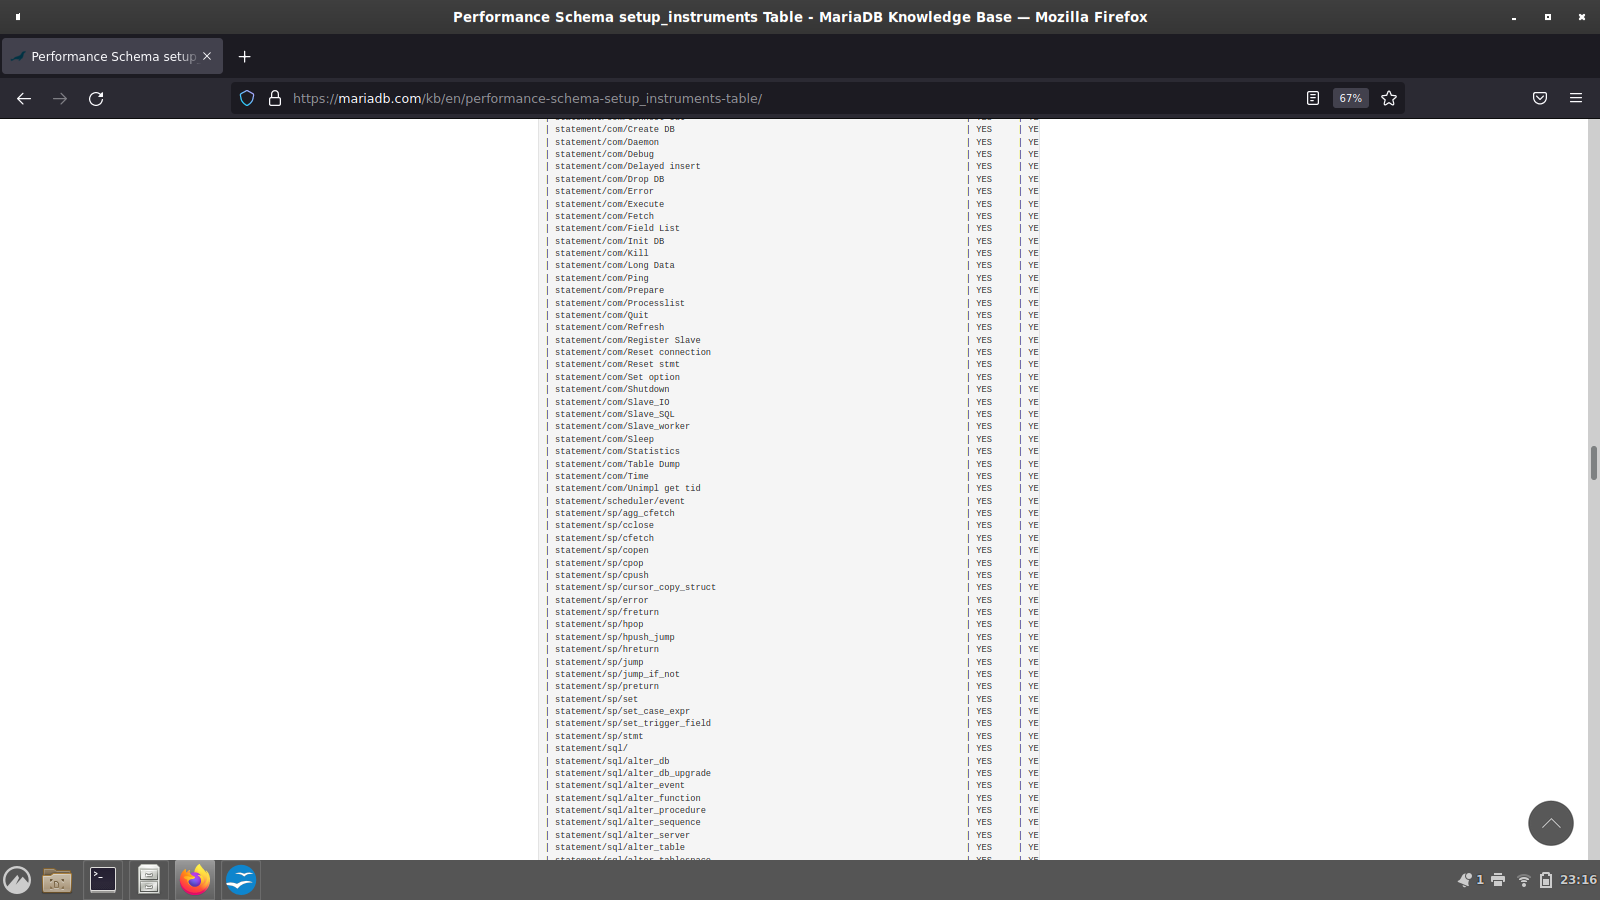 Performance Schema setup_instruments Table - MariaDB Knowledge Base — Mozilla Firefox
Performance Schema setup_
https://mariadb.com/kb/en/performance-schema-setup_instruments-table/
67%
| statement/com/Create DB | YES | YE
| statement/com/Daemon | YES | YE
| statement/com/Debug | YES | YE
| statement/com/Delayed insert | YES | YE
| statement/com/Drop DB | YES | YE
| statement/com/Error | YES | YE
| statement/com/Execute | YES | YE
| statement/com/Fetch | YES | YE
| statement/com/Field List | YES | YE
| statement/com/Init DB | YES | YE
| statement/com/Kill | YES | YE
| statement/com/Long Data | YES | YE
| statement/com/Ping | YES | YE
| statement/com/Prepare | YES | YE
| statement/com/Processlist | YES | YE
| statement/com/Quit | YES | YE
| statement/com/Refresh | YES | YE
| statement/com/Register Slave | YES | YE
| statement/com/Reset connection | YES | YE
| statement/com/Reset stmt | YES | YE
| statement/com/Set option | YES | YE
| statement/com/Shutdown | YES | YE
| statement/com/Slave_IO | YES | YE
| statement/com/Slave_SQL | YES | YE
| statement/com/Slave_worker | YES | YE
| statement/com/Sleep | YES | YE
| statement/com/Statistics | YES | YE
| statement/com/Table Dump | YES | YE
| statement/com/Time | YES | YE
| statement/com/Unimpl get tid | YES | YE
| statement/scheduler/event | YES | YE
| statement/sp/agg_cfetch | YES | YE
| statement/sp/cclose | YES | YE
| statement/sp/cfetch | YES | YE
| statement/sp/copen | YES | YE
| statement/sp/cpop | YES | YE
| statement/sp/cpush | YES | YE
| statement/sp/cursor_copy_struct | YES | YE
| statement/sp/error | YES | YE
| statement/sp/freturn | YES | YE
| statement/sp/hpop | YES | YE
| statement/sp/hpush_jump | YES | YE
| statement/sp/hreturn | YES | YE
| statement/sp/jump | YES | YE
| statement/sp/jump_if_not | YES | YE
| statement/sp/preturn | YES | YE
| statement/sp/set | YES | YE
| statement/sp/set_case_expr | YES | YE
| statement/sp/set_trigger_field | YES | YE
| statement/sp/stmt | YES | YE
| statement/sql/ | YES | YE
| statement/sql/alter_db | YES | YE
| statement/sql/alter_db_upgrade | YES | YE
| statement/sql/alter_event | YES | YE
| statement/sql/alter_function | YES | YE
| statement/sql/alter_procedure | YES | YE
| statement/sql/alter_sequence | YES | YE
| statement/sql/alter_server | YES | YE
| statement/sql/alter_table | YES | YE
| statement/sql/alter_tablespace | YES | YE
1
23:16